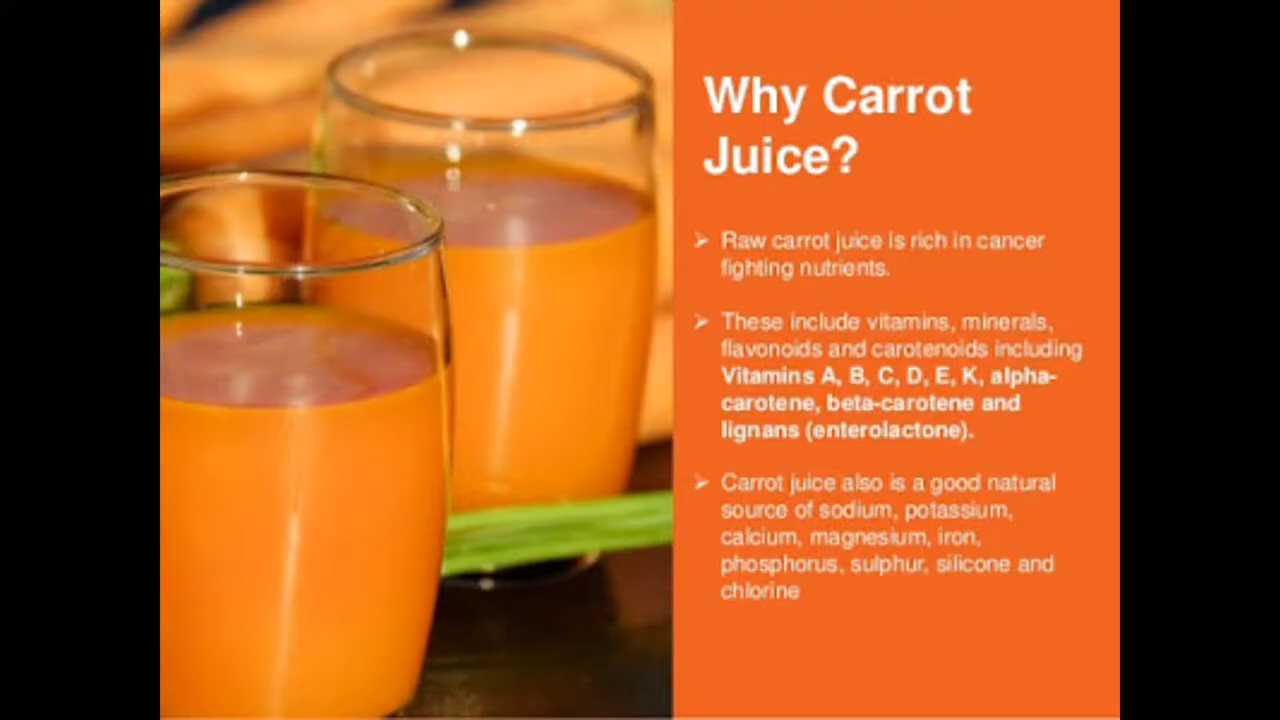 Why Carrot
Juice?
➢ Raw carrot juice is rich in cancer
fighting nutrients.
➢ These include vitamins, minerals,
flavonoids and carotenoids including
Vitamins A, B, C, D, E, K, alpha-
carotene, beta-carotene and
lignans (enterolactone).
➢ Carrot juice also is a good natural
source of sodium, potassium,
calcium, magnesium, iron,
phosphorus, sulphur, silicone and
chlorine